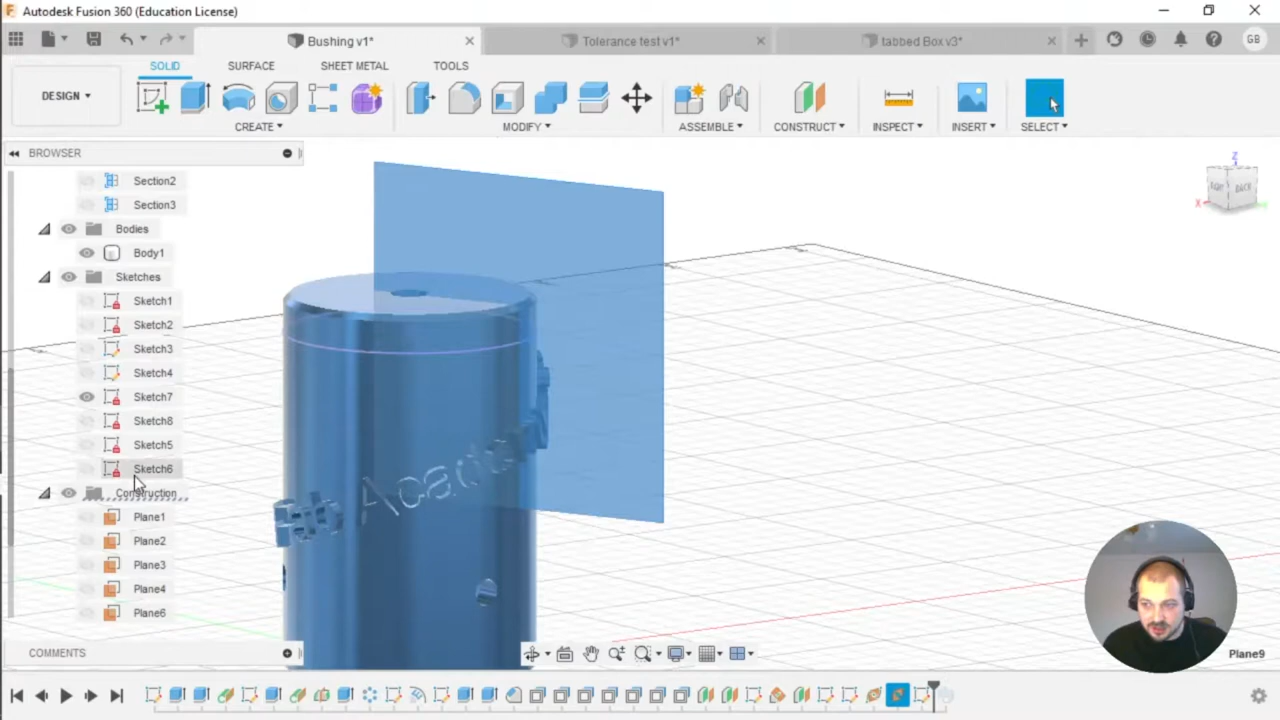 Autodesk Fusion 360 (Education License)
Bushing v1*
Tolerance test v1*
tabbed Box v3*
GB
DESIGN
SOLID
SURFACE
SHEET METAL
TOOLS
CREATE
MODIFY
ASSEMBLE
CONSTRUCT
INSPECT
INSERT
SELECT
BROWSER
Section2
Section3
Bodies
Body1
Sketches
Sketch1
Sketch2
Sketch3
Sketch4
Sketch7
Sketch8
Sketch5
Sketch6
Construction
Plane1
Plane2
Plane3
Plane4
Plane6
Z
BACK
X
COMMENTS
Plane9